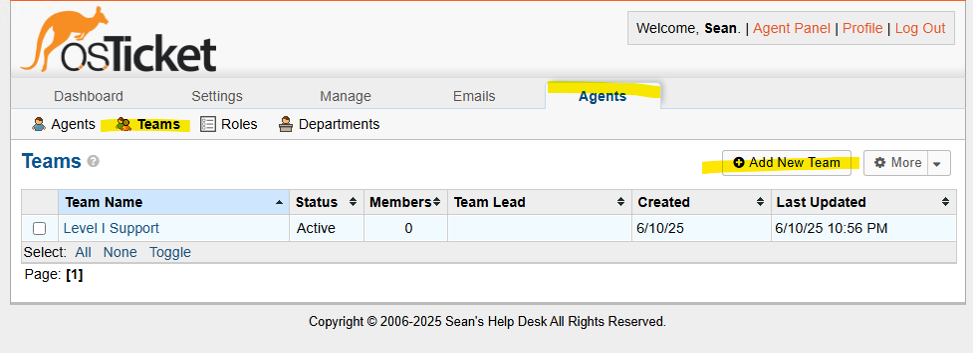 osTicket
Welcome, Sean. | Agent Panel | Profile | Log Out
Dashboard Settings Manage Emails Agents
Agents Teams Roles Departments
Teams ? Add New Team More
Team Name Status Members Team Lead Created Last Updated
Level I Support Active 0 6/10/25 6/10/25 10:56 PM
Select: All None Toggle
Page: [1]
Copyright © 2006-2025 Sean's Help Desk All Rights Reserved.